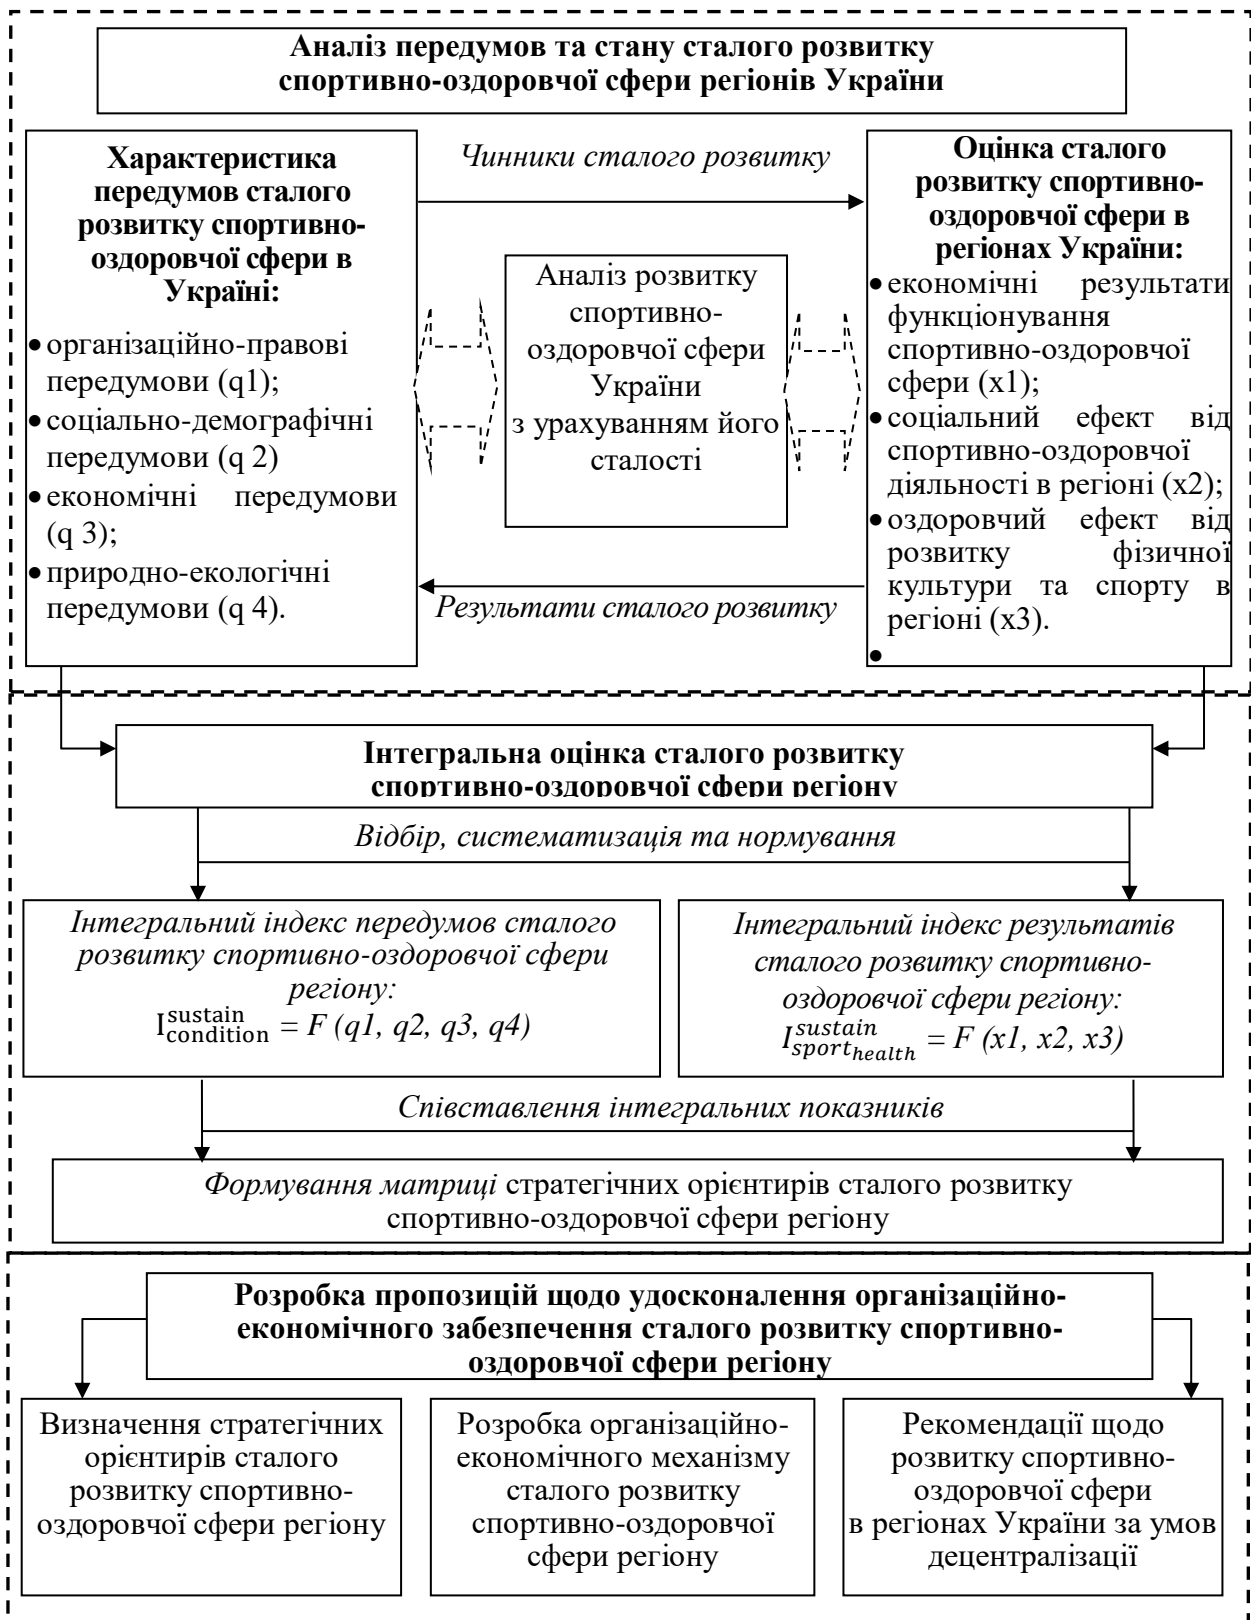 Аналіз передумов та стану сталого розвитку
спортивно-оздоровчої сфери регіонів України
Характеристика
передумов сталого
розвитку спортивно-
оздоровчої сфери в
Україні:
• організаційно-правові
передумови (q1);
• соціально-демографічні
передумови (q 2)
• економічні передумови
(q 3);
• природно-екологічні
передумови (q 4).
Чинники сталого розвитку
Аналіз розвитку
спортивно-
оздоровчої сфери
України
з урахуванням його
сталості
Результати сталого розвитку
Оцінка сталого
розвитку спортивно-
оздоровчої сфери в
регіонах України:
• економічні результати
функціонування
спортивно-оздоровчої
сфери (х1);
• соціальний ефект від
спортивно-оздоровчої
діяльності в регіоні (х2);
• оздоровчий ефект від
розвитку фізичної
культури та спорту в
регіоні (х3).
•
Інтегральна оцінка сталого розвитку
спортивно-оздоровчої сфери регіону
Відбір, систематизація та нормування
Інтегральний індекс передумов сталого
розвитку спортивно-оздоровчої сфери
регіону:
I_condition^sustain = F (q1, q2, q3, q4)
Інтегральний індекс результатів
сталого розвитку спортивно-
оздоровчої сфери регіону:
I_sport_health^sustain = F (x1, x2, x3)
Співставлення інтегральних показників
Формування матриці стратегічних орієнтирів сталого розвитку
спортивно-оздоровчої сфери регіону
Розробка пропозицій щодо удосконалення організаційно-
економічного забезпечення сталого розвитку спортивно-
оздоровчої сфери регіону
Визначення стратегічних
орієнтирів сталого
розвитку спортивно-
оздоровчої сфери регіону
Розробка організаційно-
економічного механізму
сталого розвитку
спортивно-оздоровчої
сфери регіону
Рекомендації щодо
розвитку спортивно-
оздоровчої сфери
в регіонах України за умов
децентралізації